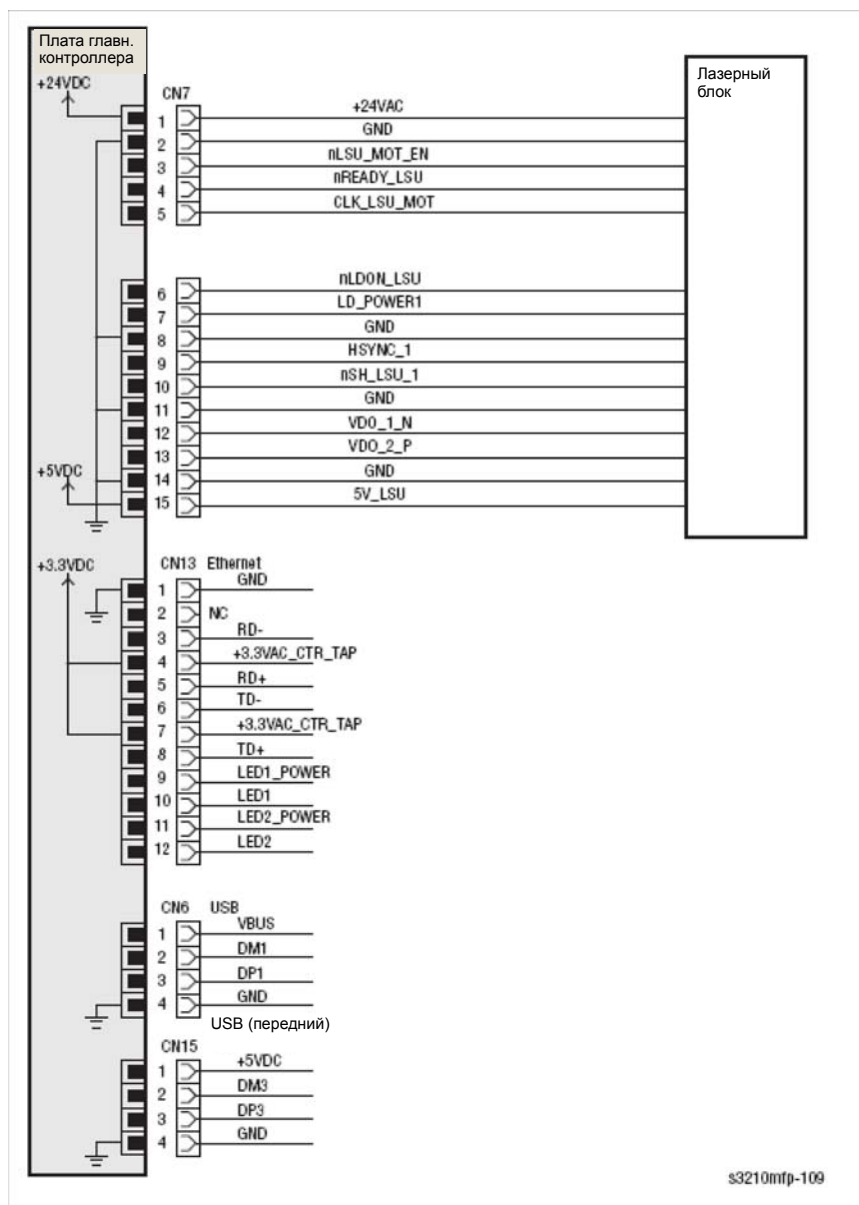 Плата главн.
контроллера
+24VDC
CN7
Лазерный
блок
1 +24VAC
2 GND
3 nLSU_MOT_EN
4 nREADY_LSU
5 CLK_LSU_MOT
6 nLDON_LSU
7 LD_POWER1
8 GND
9 HSYNC_1
10 nSH_LSU_1
11 GND
12 VDO_1_N
13 VDO_2_P
+5VDC
14 GND
15 5V_LSU
+3.3VDC
CN13 Ethernet
1 GND
2 NC
3 RD-
4 +3.3VAC_CTR_TAP
5 RD+
6 TD-
7 +3.3VAC_CTR_TAP
8 TD+
9 LED1_POWER
10 LED1
11 LED2_POWER
12 LED2
CN6 USB
1 VBUS
2 DM1
3 DP1
4 GND
USB (передний)
CN15
1 +5VDC
2 DM3
3 DP3
4 GND
s3210mfp-109